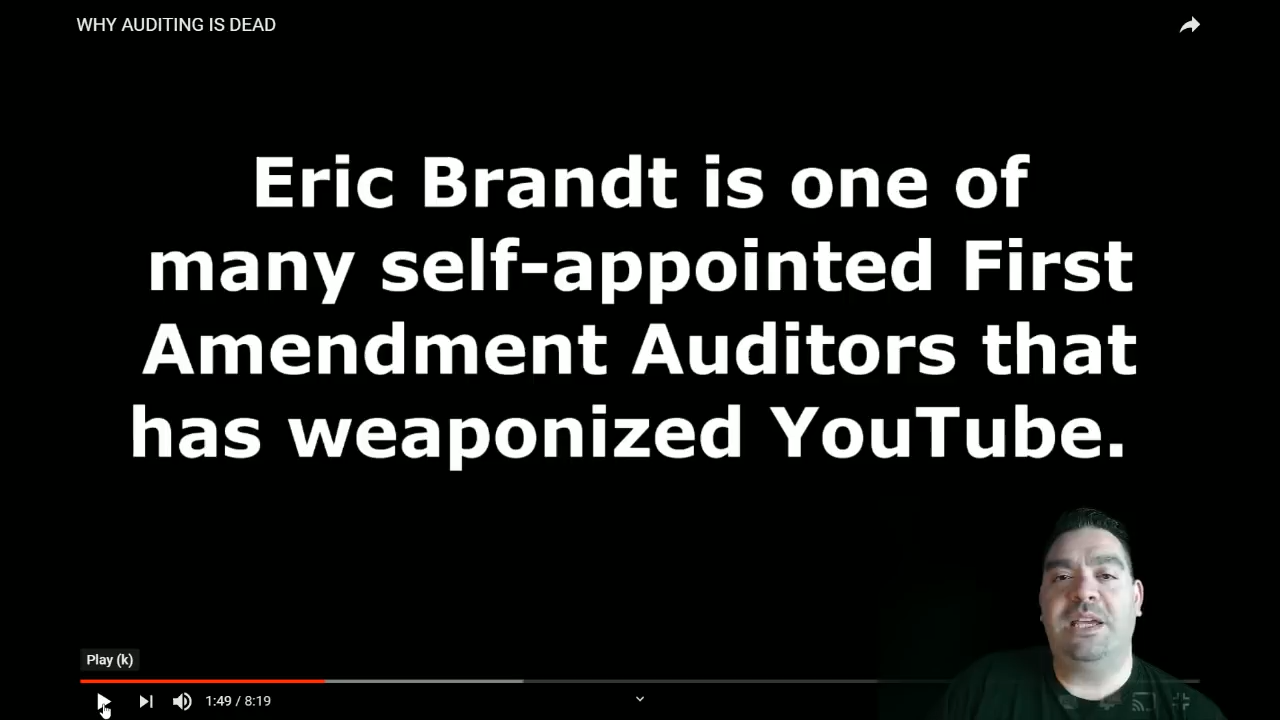 WHY AUDITING IS DEAD
Eric Brandt is one of
many self-appointed First
Amendment Auditors that
has weaponized YouTube.
Play (k)
1:49 / 8:19